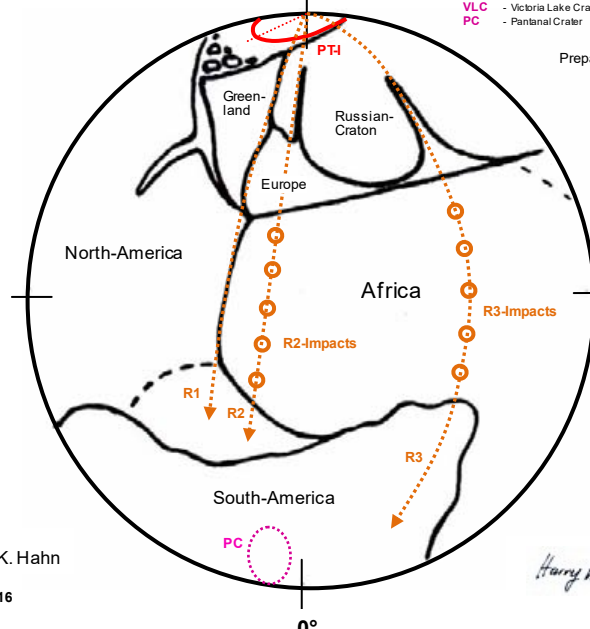 VLC - Victoria Lake Cra
PC - Pantanal Crater
Prepa
PT-I
Green-
land
Russian-
Craton
Europe
North-America
Africa
R3-Impacts
R2-Impacts
R1
R2
R3
South-America
PC
K. Hahn
Harry
16
0°